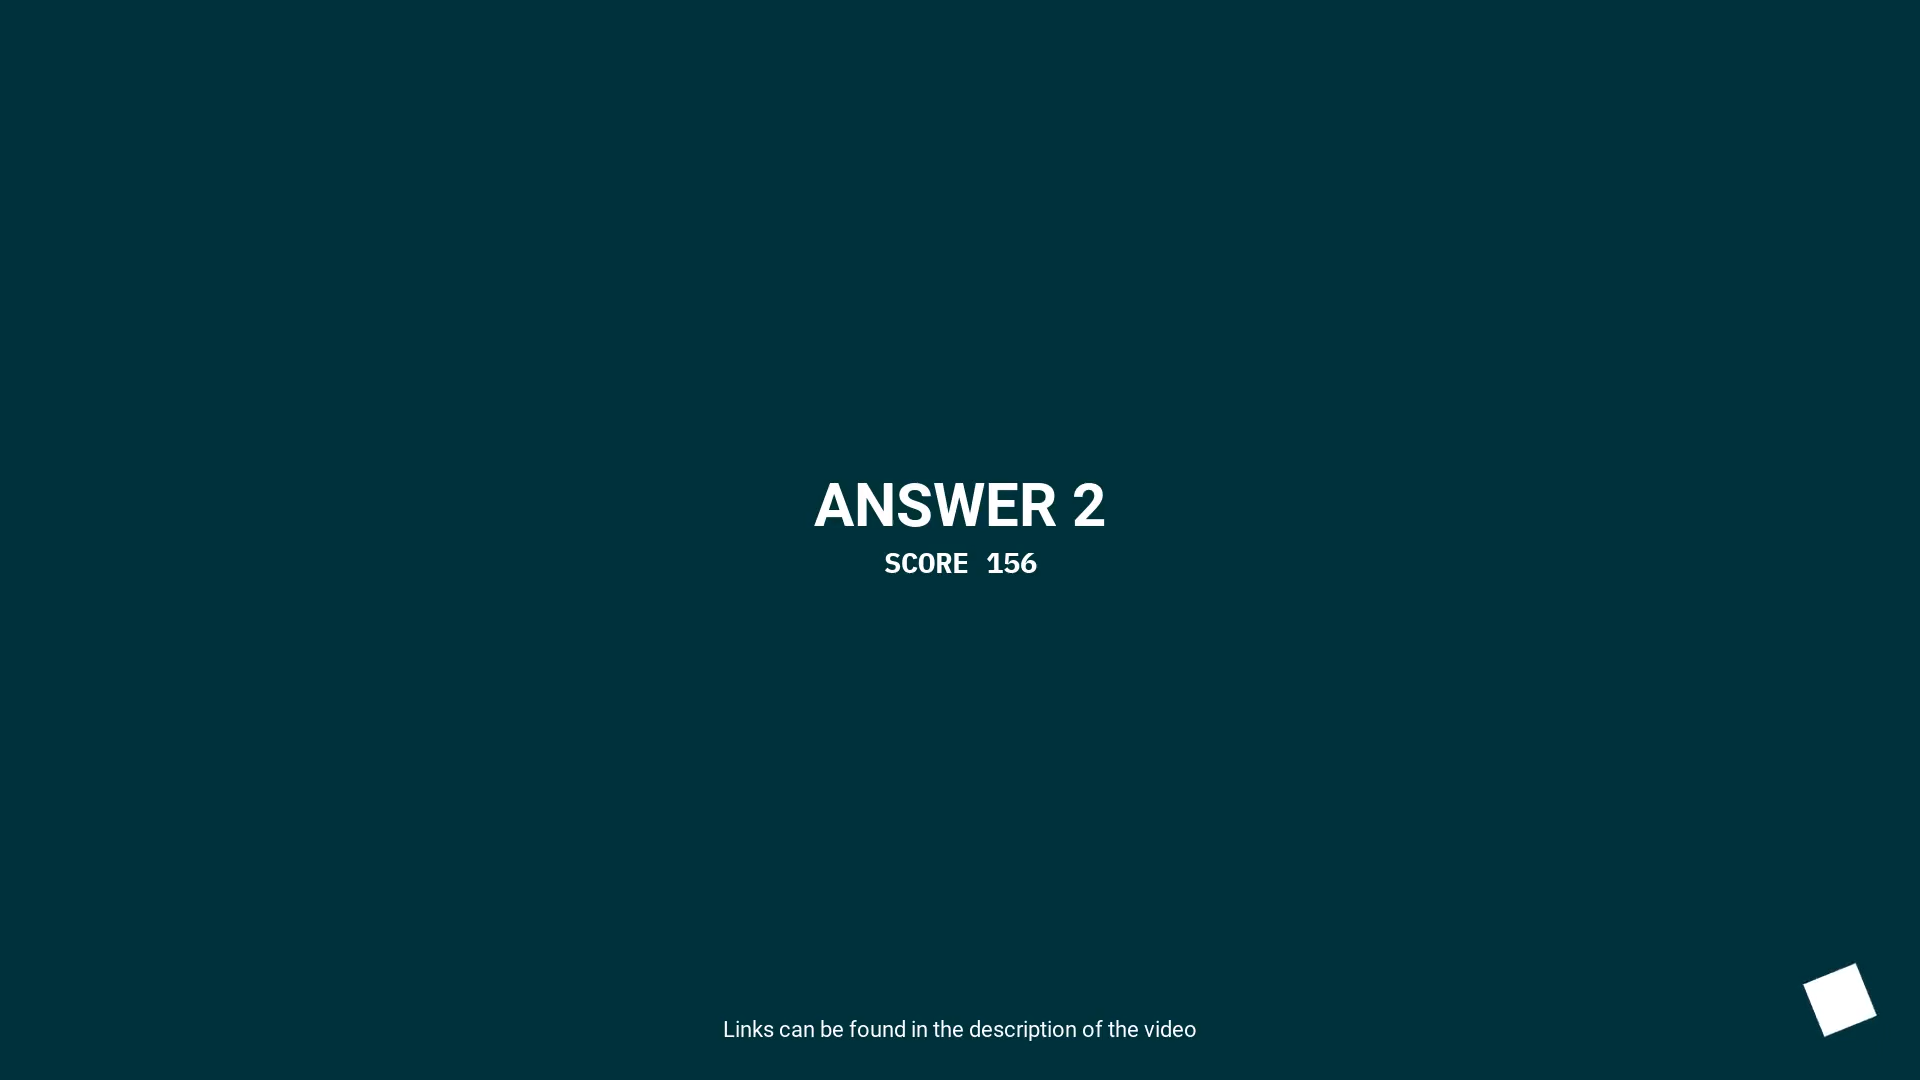 ANSWER 2
SCORE 156
Links can be found in the description of the video